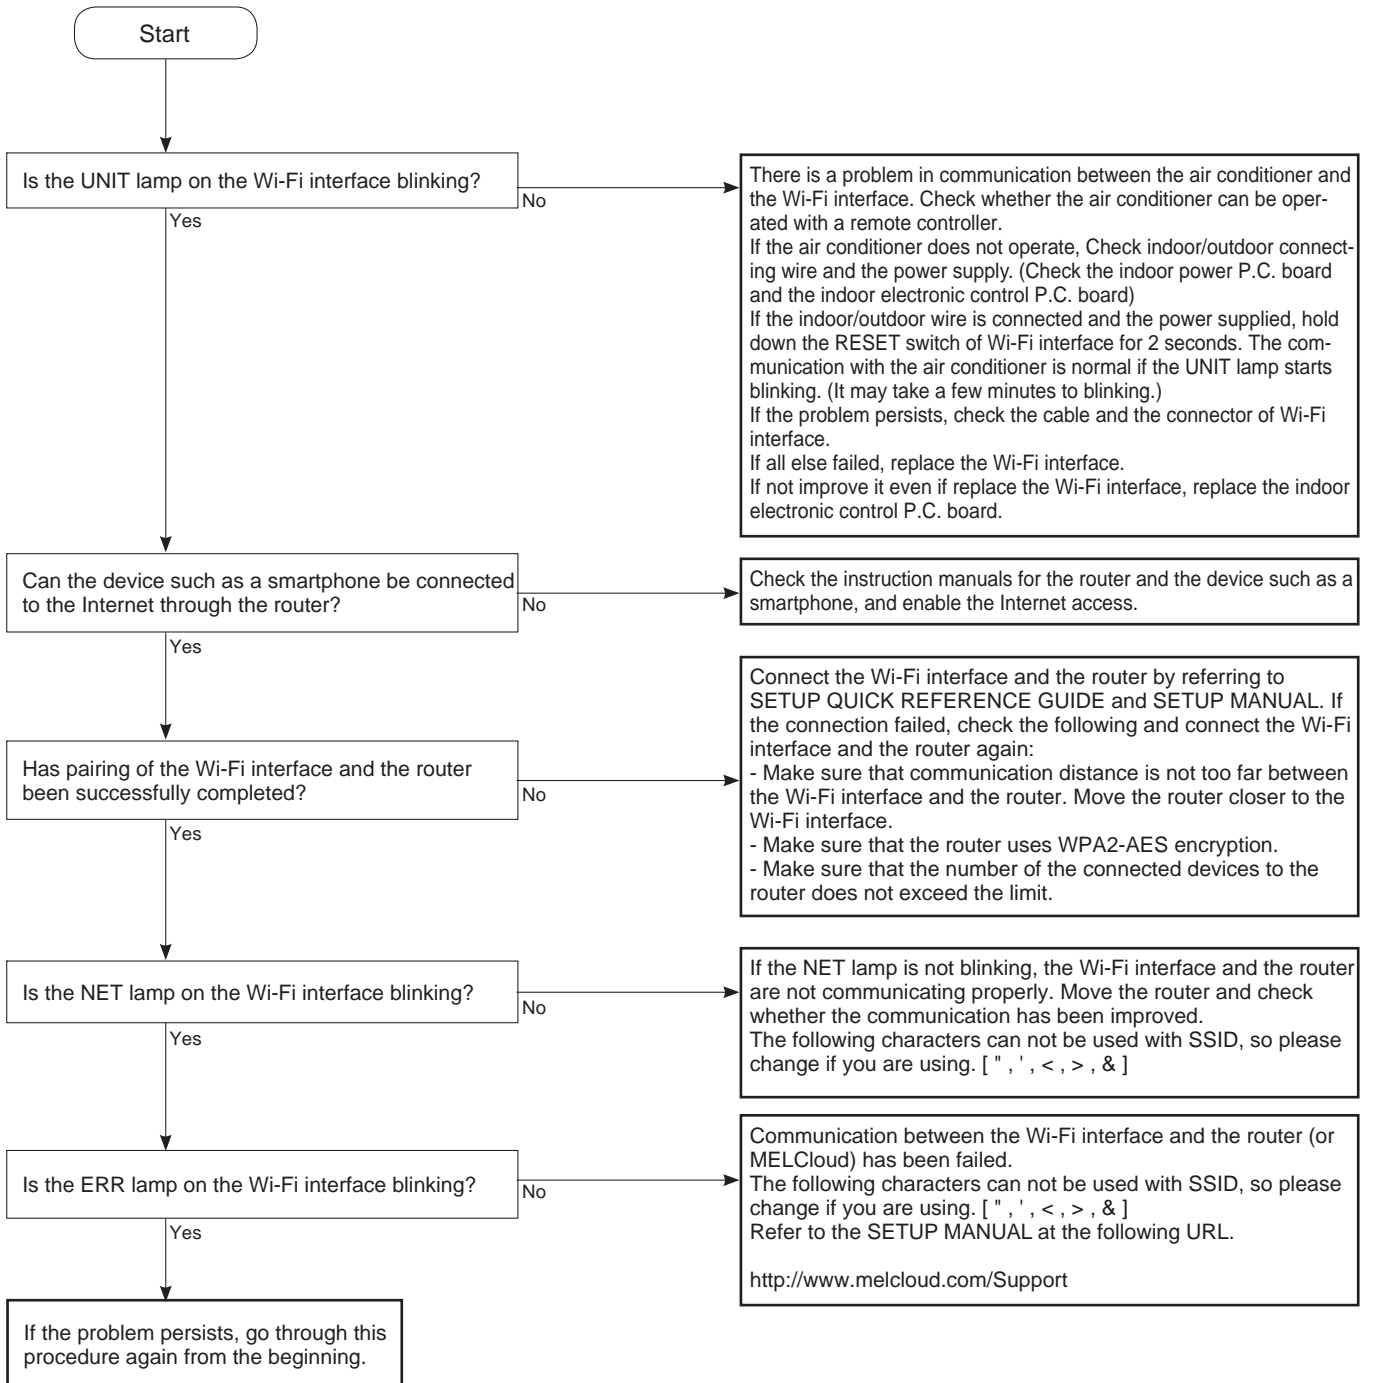 Start
Is the UNIT lamp on the Wi-Fi interface blinking?
No
Yes
There is a problem in communication between the air conditioner and
the Wi-Fi interface. Check whether the air conditioner can be oper-
ated with a remote controller.
If the air conditioner does not operate, Check indoor/outdoor connect-
ing wire and the power supply. (Check the indoor power P.C. board
and the indoor electronic control P.C. board)
If the indoor/outdoor wire is connected and the power supplied, hold
down the RESET switch of Wi-Fi interface for 2 seconds. The com-
munication with the air conditioner is normal if the UNIT lamp starts
blinking. (It may take a few minutes to blinking.)
If the problem persists, check the cable and the connector of Wi-Fi
interface.
If all else failed, replace the Wi-Fi interface.
If not improve it even if replace the Wi-Fi interface, replace the indoor
electronic control P.C. board.
Can the device such as a smartphone be connected
to the Internet through the router?
No
Yes
Check the instruction manuals for the router and the device such as a
smartphone, and enable the Internet access.
Has pairing of the Wi-Fi interface and the router
been successfully completed?
No
Yes
Connect the Wi-Fi interface and the router by referring to
SETUP QUICK REFERENCE GUIDE and SETUP MANUAL. If
the connection failed, check the following and connect the Wi-Fi
interface and the router again:
- Make sure that communication distance is not too far between
the Wi-Fi interface and the router. Move the router closer to the
Wi-Fi interface.
- Make sure that the router uses WPA2-AES encryption.
- Make sure that the number of the connected devices to the
router does not exceed the limit.
Is the NET lamp on the Wi-Fi interface blinking?
No
Yes
If the NET lamp is not blinking, the Wi-Fi interface and the router
are not communicating properly. Move the router and check
whether the communication has been improved.
The following characters can not be used with SSID, so please
change if you are using. [ " , ' , < , > , & ]
Is the ERR lamp on the Wi-Fi interface blinking?
No
Yes
Communication between the Wi-Fi interface and the router (or
MELCloud) has been failed.
The following characters can not be used with SSID, so please
change if you are using. [ " , ' , < , > , & ]
Refer to the SETUP MANUAL at the following URL.
http://www.melcloud.com/Support
If the problem persists, go through this
procedure again from the beginning.